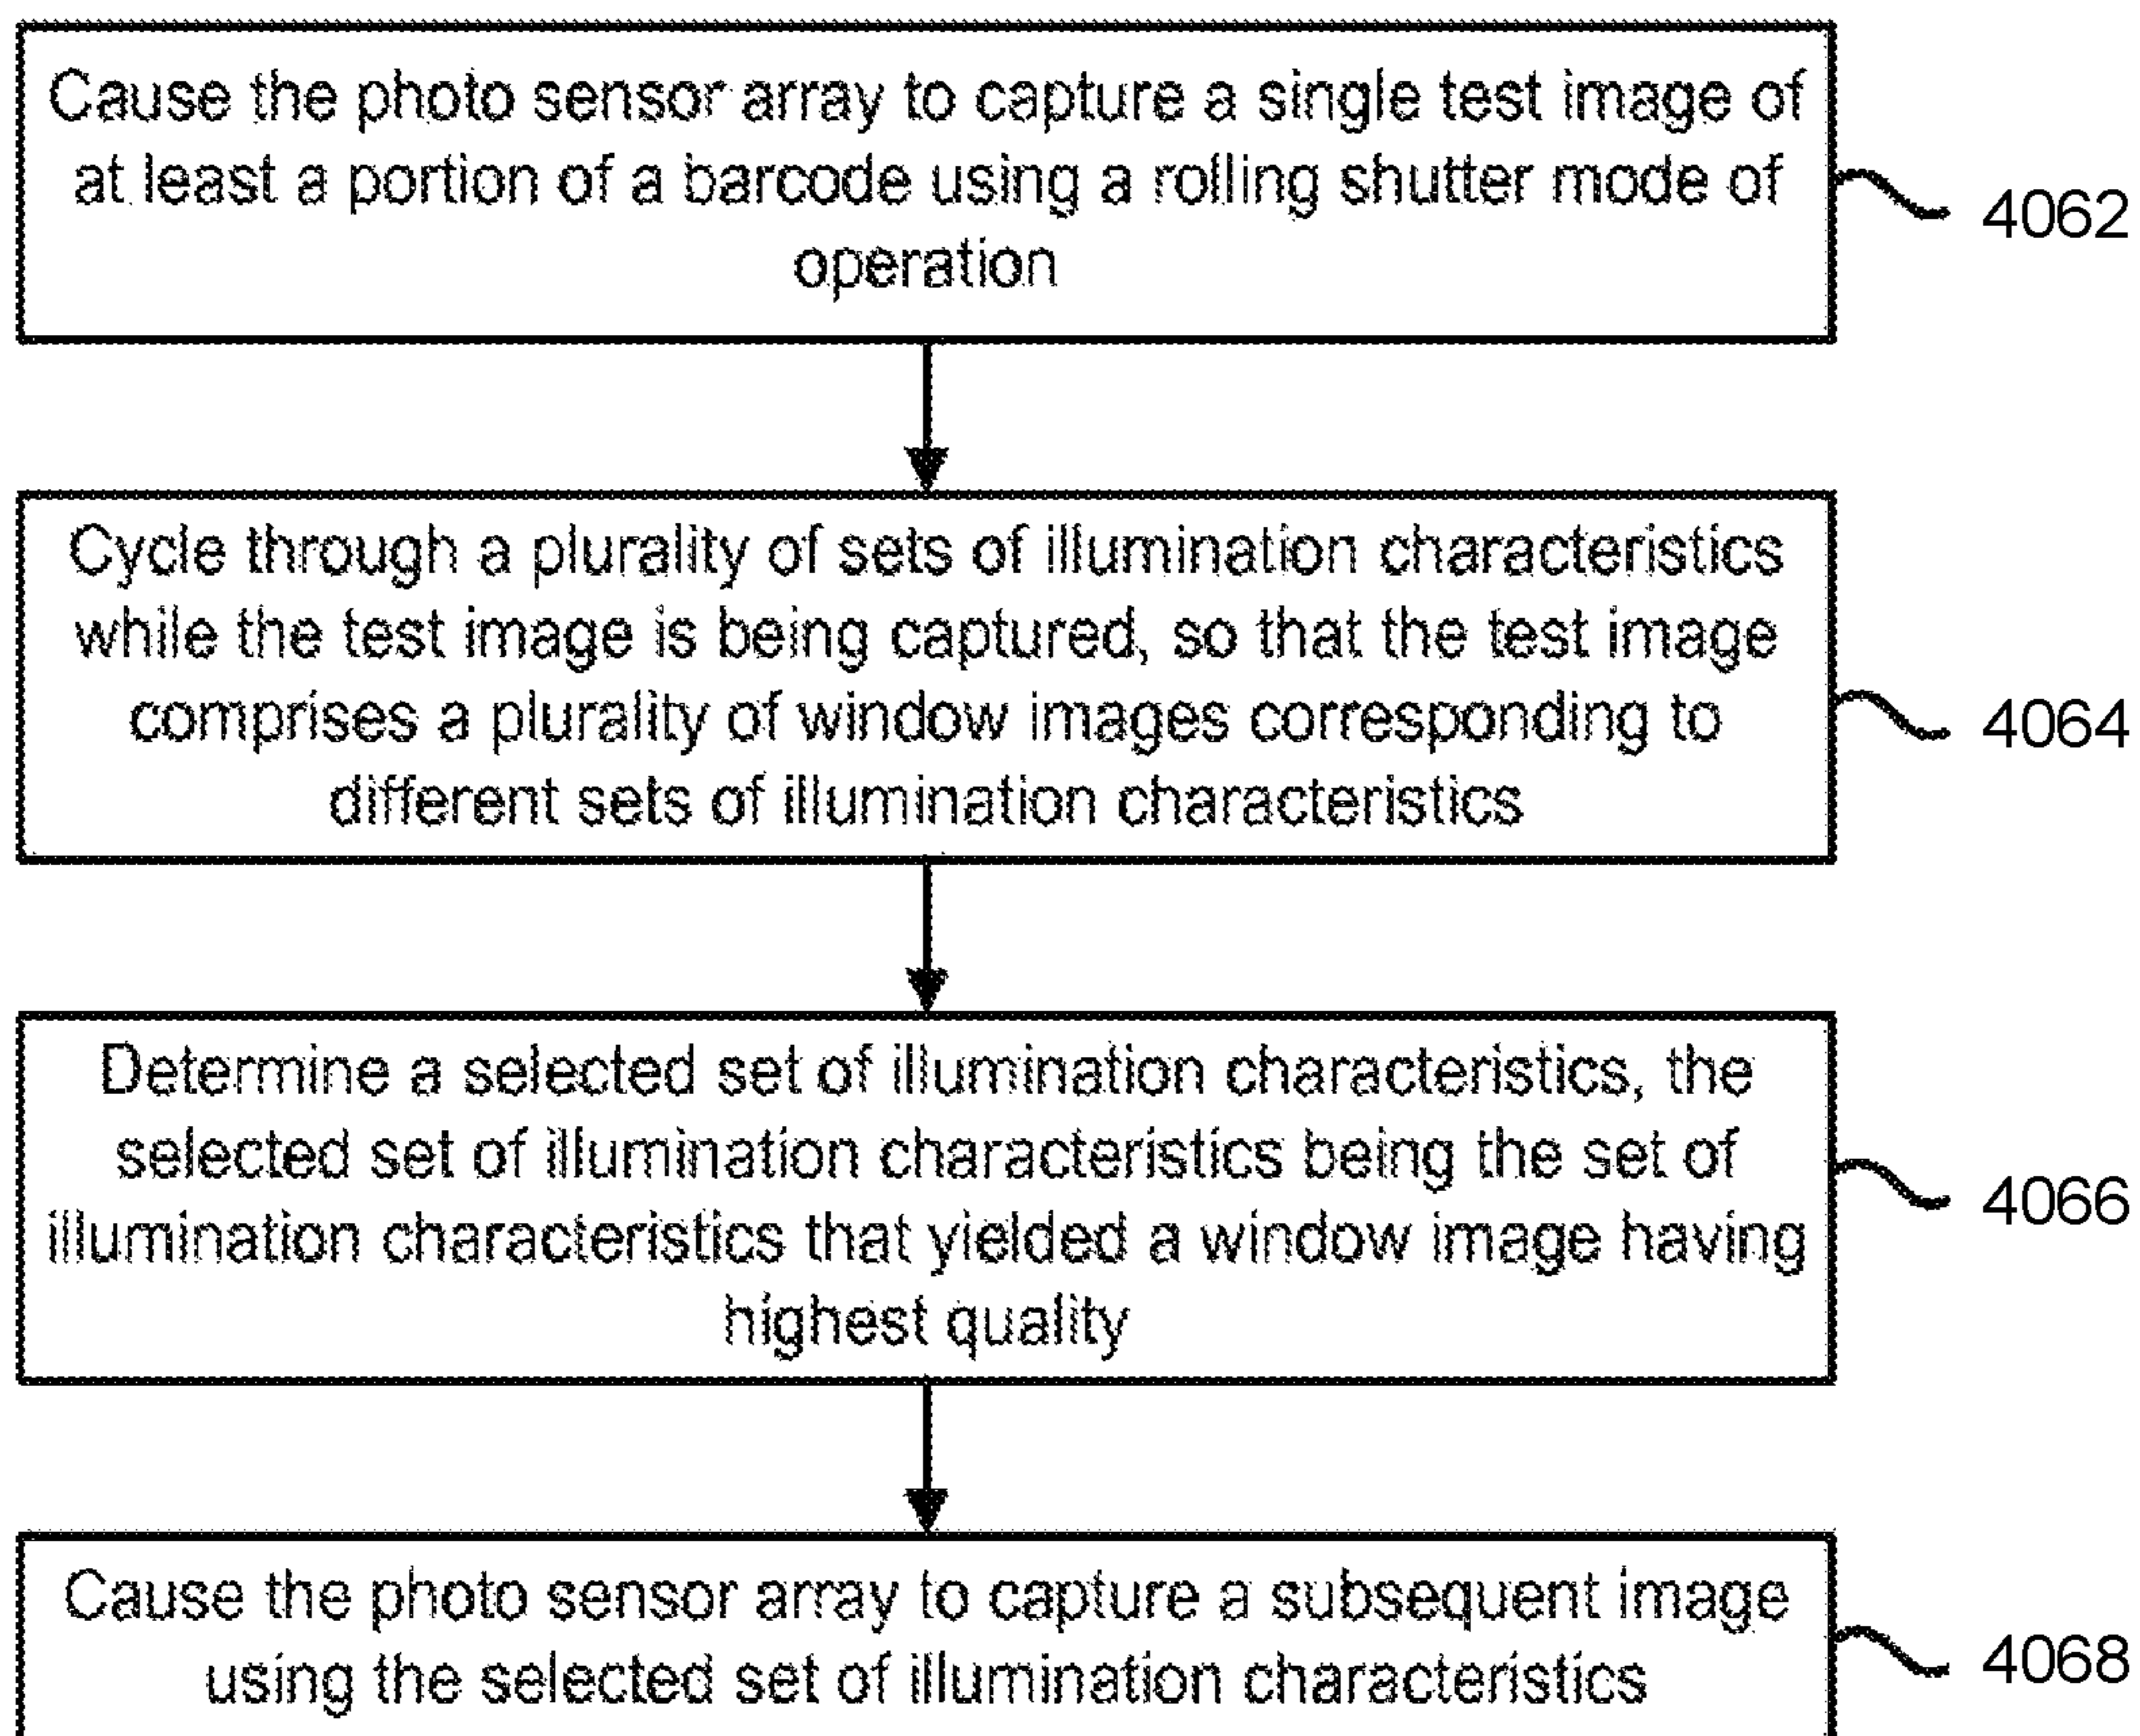 Cause the photo sensor array to capture a single test image of
at least a portion of a barcode using a rolling shutter mode of
operation
4062
Cycle through a plurality of sets of illumination characteristics
while the test image is being captured, so that the test image
comprises a plurality of window images corresponding to
different sets of illumination characteristics
4064
Determine a selected set of illumination characteristics, the
selected set of illumination characteristics being the set of
illumination characteristics that yielded a window image having
highest quality
4066
Cause the photo sensor array to capture a subsequent image
using the selected set of illumination characteristics
4068